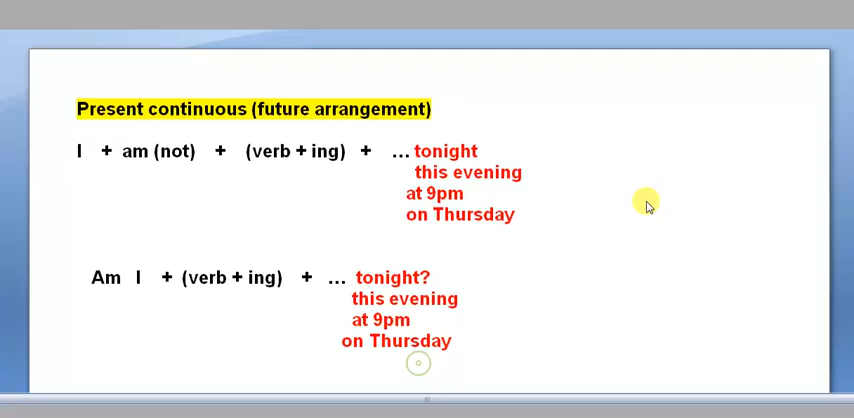 Present continuous (future arrangement)
I + am (not) + (verb + ing) + ... tonight
this evening
at 9pm
on Thursday
Am I + (verb + ing) + ... tonight?
this evening
at 9pm
on Thursday